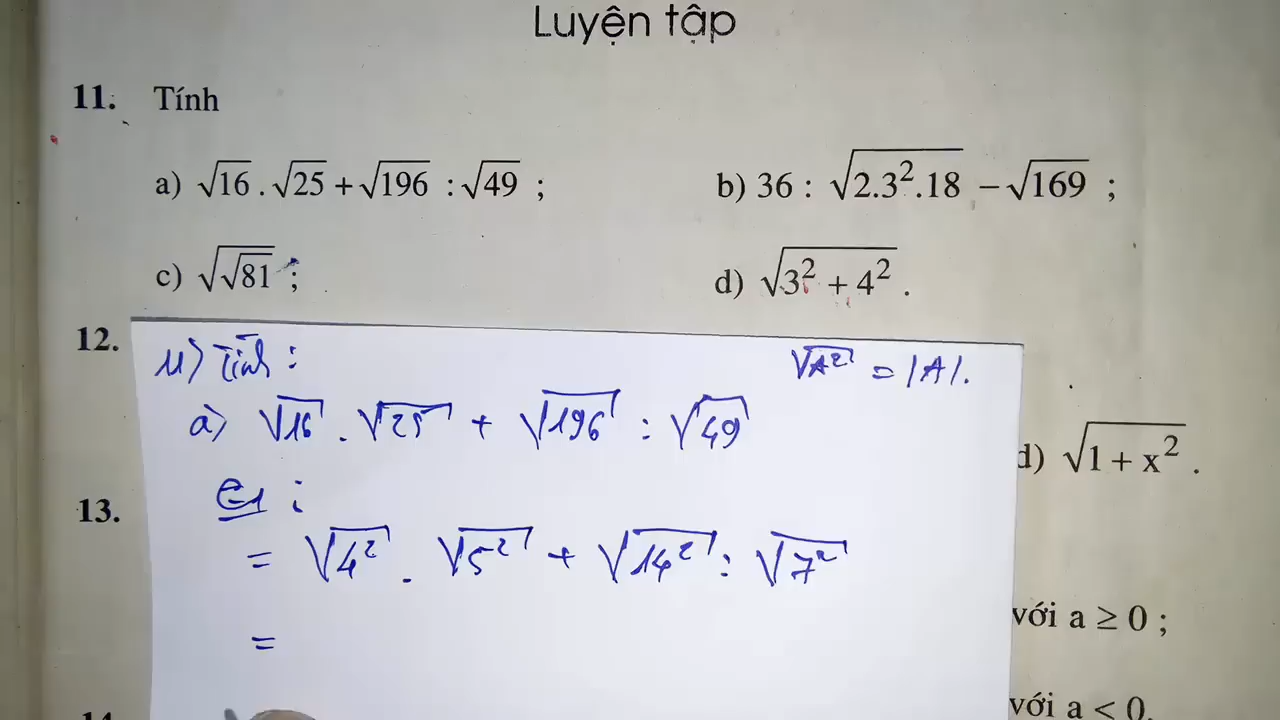 Luyện tập
11. Tính
a) √16 . √25 + √196 : √49 ;
b) 36 : √(2.3².18) − √169 ;
c) √√81 ;
d) √(3² + 4²) .
12.
11) Tính :
√A² = |A|.
a) √16 . √25 + √196 : √49
d) √(1 + x²) .
C1 :
13.
= √4² . √5² + √14² : √7²
với a ≥ 0 ;
=
với a < 0.
14